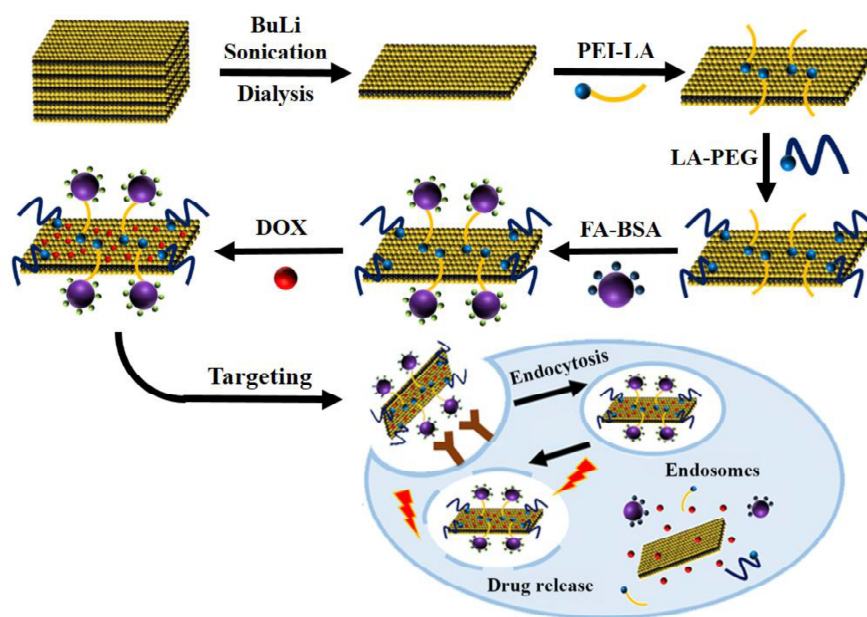 BuLi
Sonication
Dialysis
PEI-LA
LA-PEG
DOX
FA-BSA
Targeting
Endocytosis
Endosomes
Drug release